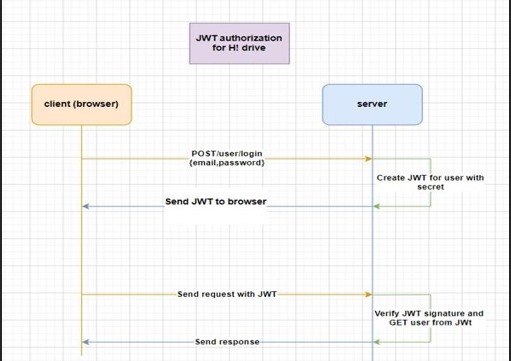 JWT authorization
for H! drive
client (browser)
server
POST/user/login
(email,password)
Create JWT for user with
secret
Send JWT to browser
Send request with JWT
Verify JWT signature and
GET user from JWt
Send response